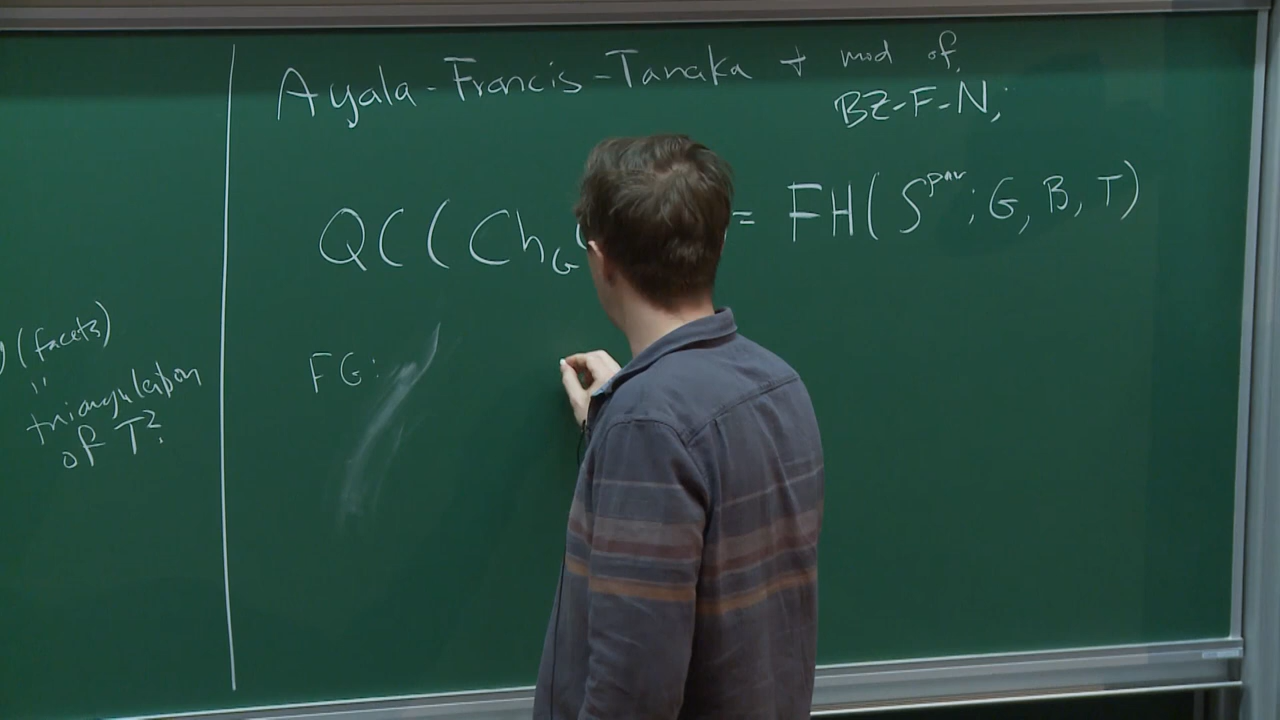 (facets)
"
triangulation
of T²?
Ayala-Francis-Tanaka + mod of
BZ-F-N,
QC(Ch_G( = FH(S^par; G, B, T)
FG: